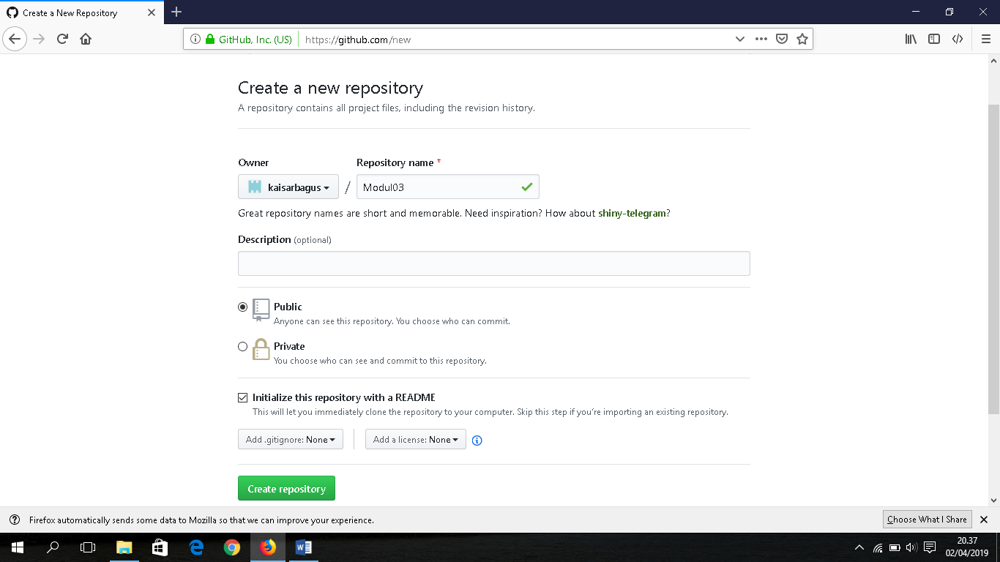 Create a New Repository
GitHub, Inc. (US) https://github.com/new
Create a new repository
A repository contains all project files, including the revision history.
Owner Repository name *
kaisarbagus / Modul03
Great repository names are short and memorable. Need inspiration? How about shiny-telegram?
Description (optional)
Public
Anyone can see this repository. You choose who can commit.
Private
You choose who can see and commit to this repository.
Initialize this repository with a README
This will let you immediately clone the repository to your computer. Skip this step if you're importing an existing repository.
Add .gitignore: None Add a license: None
Create repository
Firefox automatically sends some data to Mozilla so that we can improve your experience. Choose What I Share
20.37
02/04/2019